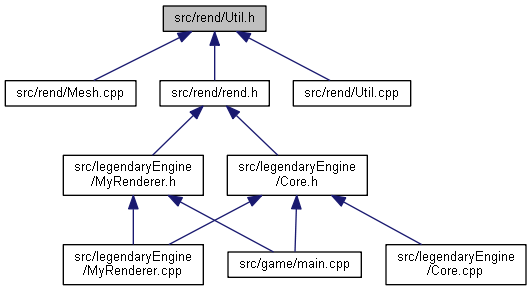 src/rend/Util.h
src/rend/Mesh.cpp
src/rend/rend.h
src/rend/Util.cpp
src/legendaryEngine
/MyRenderer.h
src/legendaryEngine
/Core.h
src/legendaryEngine
/MyRenderer.cpp
src/game/main.cpp
src/legendaryEngine
/Core.cpp